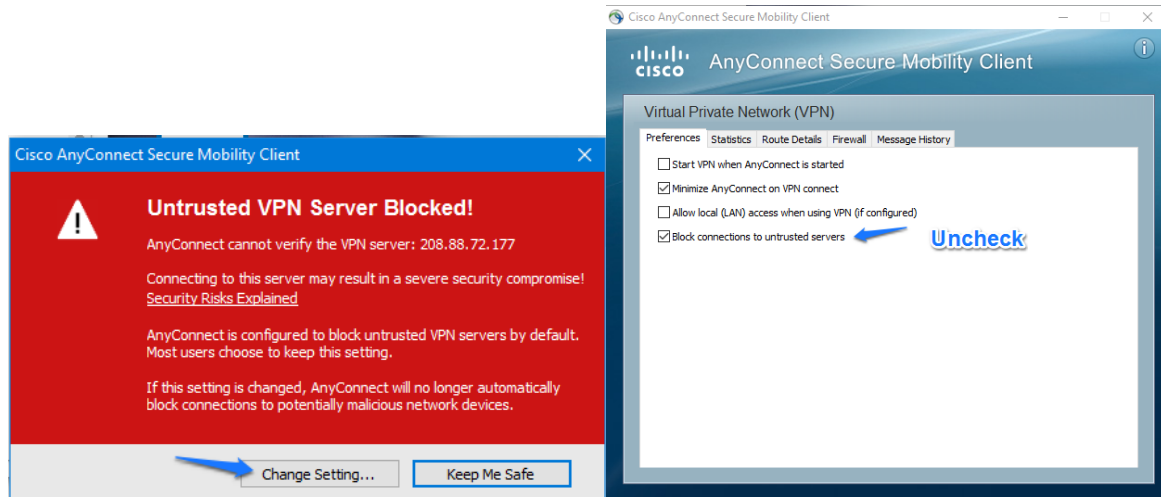 Cisco AnyConnect Secure Mobility Client
Untrusted VPN Server Blocked!
AnyConnect cannot verify the VPN server: 208.88.72.177
Connecting to this server may result in a severe security compromise!
Security Risks Explained
AnyConnect is configured to block untrusted VPN servers by default.
Most users choose to keep this setting.
If this setting is changed, AnyConnect will no longer automatically
block connections to potentially malicious network devices.
Change Setting...
Keep Me Safe
Cisco AnyConnect Secure Mobility Client
CISCO
AnyConnect Secure Mobility Client
Virtual Private Network (VPN)
Preferences Statistics Route Details Firewall Message History
Start VPN when AnyConnect is started
Minimize AnyConnect on VPN connect
Allow local (LAN) access when using VPN (if configured)
Block connections to untrusted servers
Uncheck